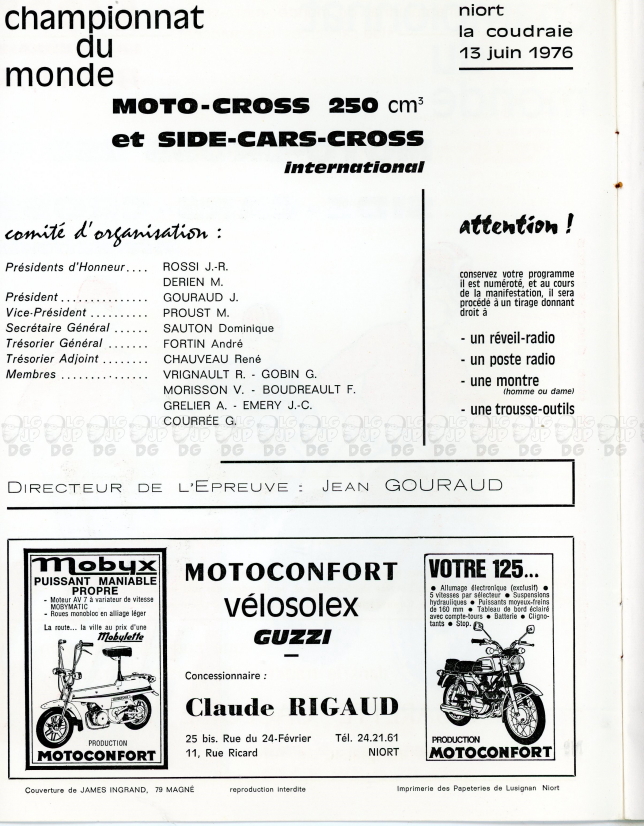 championnat
du
monde
niort
la coudraie
13 juin 1976
MOTO-CROSS 250 cm³
et SIDE-CARS-CROSS
international
comité d'organisation :
Présidents d'Honneur.... ROSSI J.-R.
DERIEN M.
Président............... GOURAUD J.
Vice-Président .......... PROUST M.
Secrétaire Général ...... SAUTON Dominique
Trésorier Général ....... FORTIN André
Trésorier Adjoint ........ CHAUVEAU René
Membres ............... VRIGNAULT R. - GOBIN G.
MORISSON V. - BOUDREAULT F.
GRELIER A. - EMERY J.-C.
COURRÉE G.
attention !
conservez votre programme
il est numéroté, et au cours
de la manifestation, il sera
procédé à un tirage donnant
droit à
- un réveil-radio
- un poste radio
- une montre
(homme ou dame)
- une trousse-outils
DIRECTEUR DE L'EPREUVE : JEAN GOURAUD
Mobyx
PUISSANT MANIABLE
PROPRE
- Moteur AV 7 à variateur de vitesse
MOBYMATIC
- Roues monobloc en alliage léger
La route... la ville au prix d'une
Mobylette
PRODUCTION
MOTOCONFORT
MOTOCONFORT
vélosolex
GUZZI
Concessionnaire :
Claude RIGAUD
25 bis. Rue du 24-Février Tél. 24.21.61
11, Rue Ricard NIORT
VOTRE 125...
● Allumage électronique (exclusif) ●
5 vitesses par sélecteur ● Suspensions
hydrauliques ● Puissants moyeux-freins
de 160 mm ● Tableau de bord éclairé
avec compte-tours ● Batterie ● Cligno-
tants ● Stop.
PRODUCTION
MOTOCONFORT
Couverture de JAMES INGRAND, 79 MAGNÉ reproduction interdite Imprimerie des Papeteries de Lusignan Niort